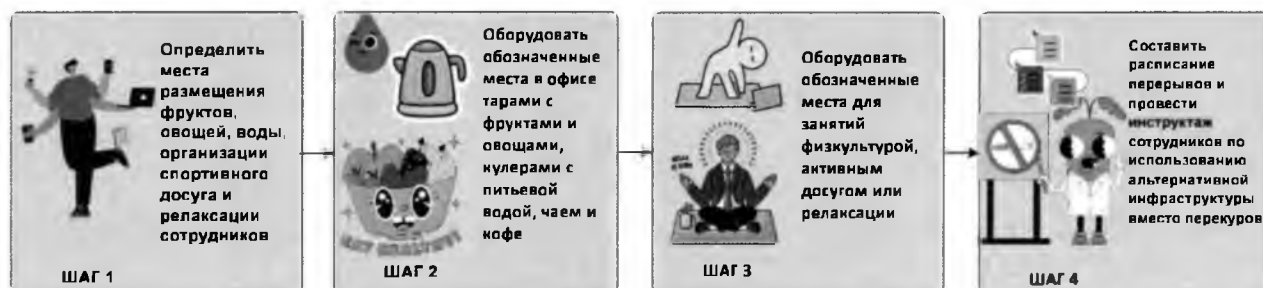 Определить
места
размещения
фруктов,
овощей, воды,
организации
спортивного
досуга и
релаксации
сотрудников
ШАГ 1
Оборудовать
обозначенные
места в офисе
тарами с
фруктами и
овощами,
кулерами с
питьевой
водой, чаем и
кофе
ШАГ 2
Оборудовать
обозначенные
места для
занятий
физкультурой,
активным
досугом или
релаксации
ШАГ 3
Составить
расписание
перерывов и
провести
инструктаж
сотрудников по
использованию
альтернативной
инфраструктуры
вместо перекуров
ШАГ 4